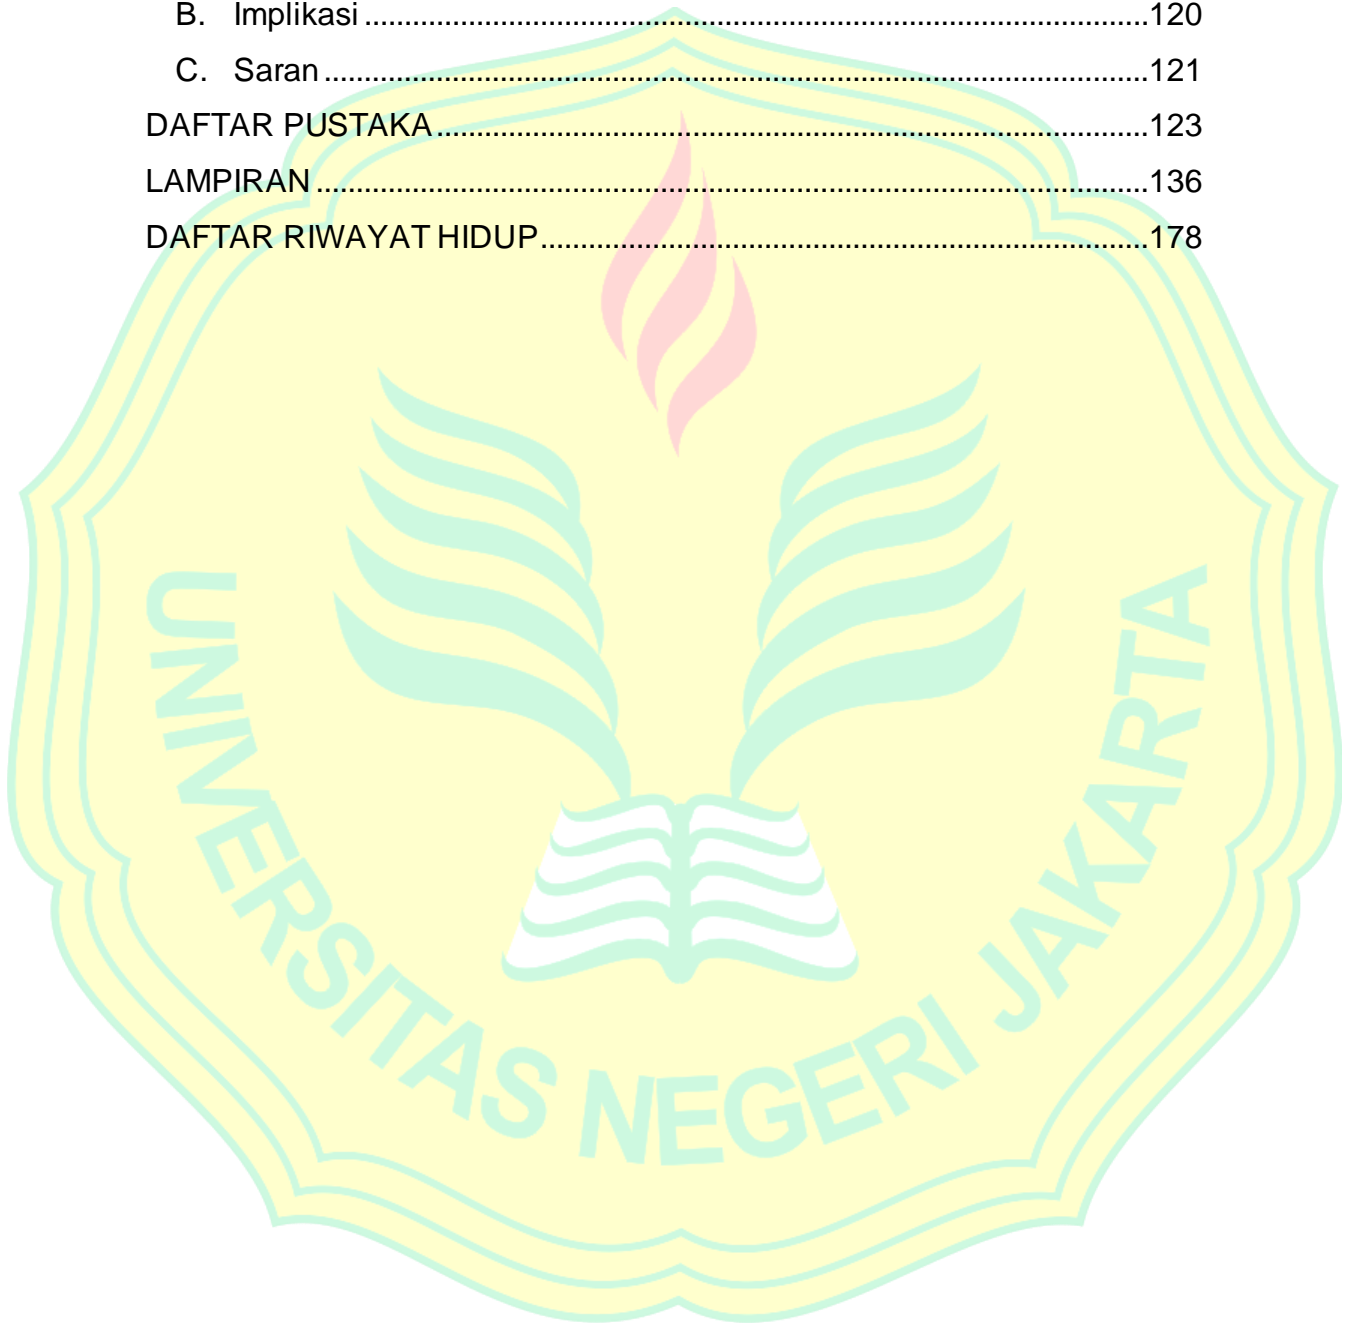 B. Implikasi ........................................................................................................120
C. Saran .............................................................................................................121
DAFTAR PUSTAKA ..............................................................................................123
LAMPIRAN .............................................................................................................136
DAFTAR RIWAYAT HIDUP .................................................................................178
UNIVERSITAS NEGERI JAKARTA